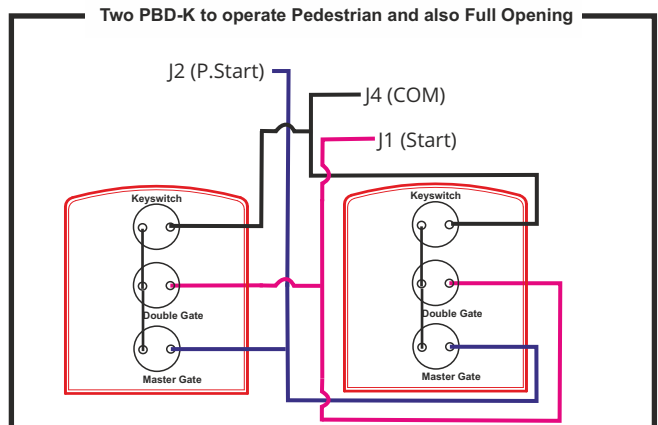 Two PBD-K to operate Pedestrian and also Full Opening
J2 (P.Start)
J4 (COM)
J1 (Start)
Keyswitch
Double Gate
Master Gate
Keyswitch
Double Gate
Master Gate